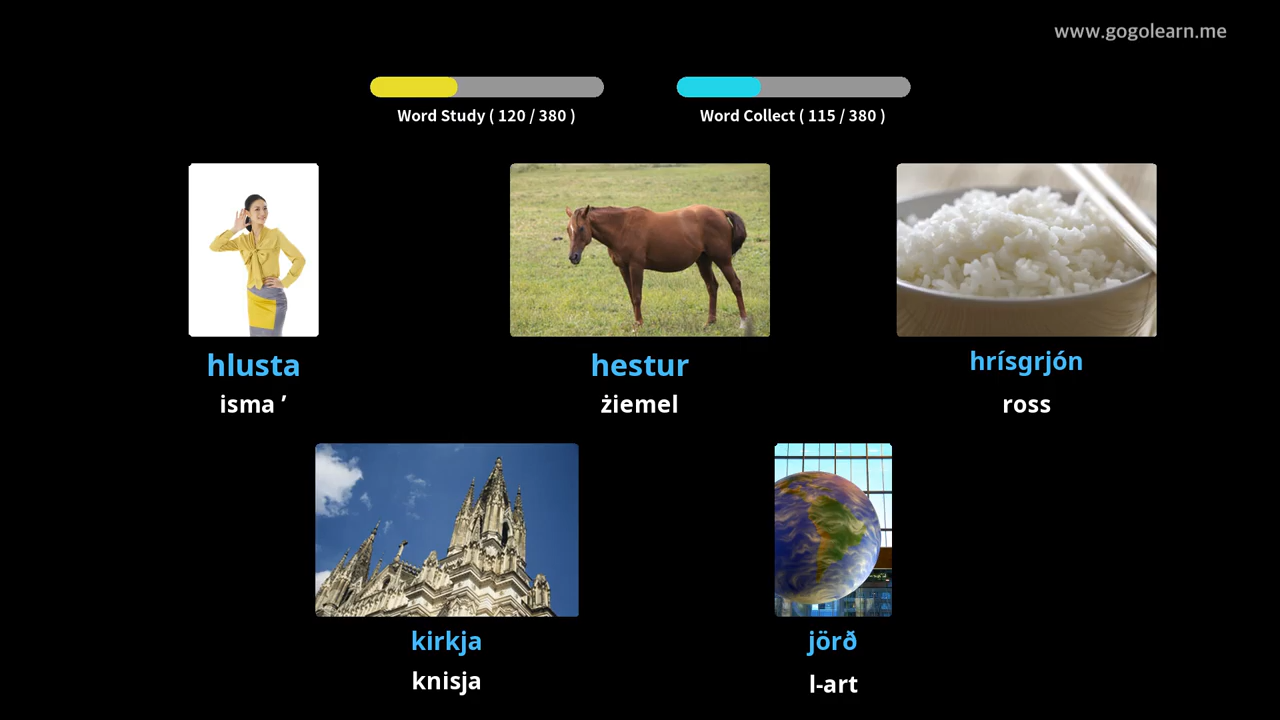 www.gogolearn.me
Word Study ( 120 / 380 )
Word Collect ( 115 / 380 )
hlusta
isma ’
hestur
żiemel
hrísgrjón
ross
kirkja
knisja
jörð
l-art